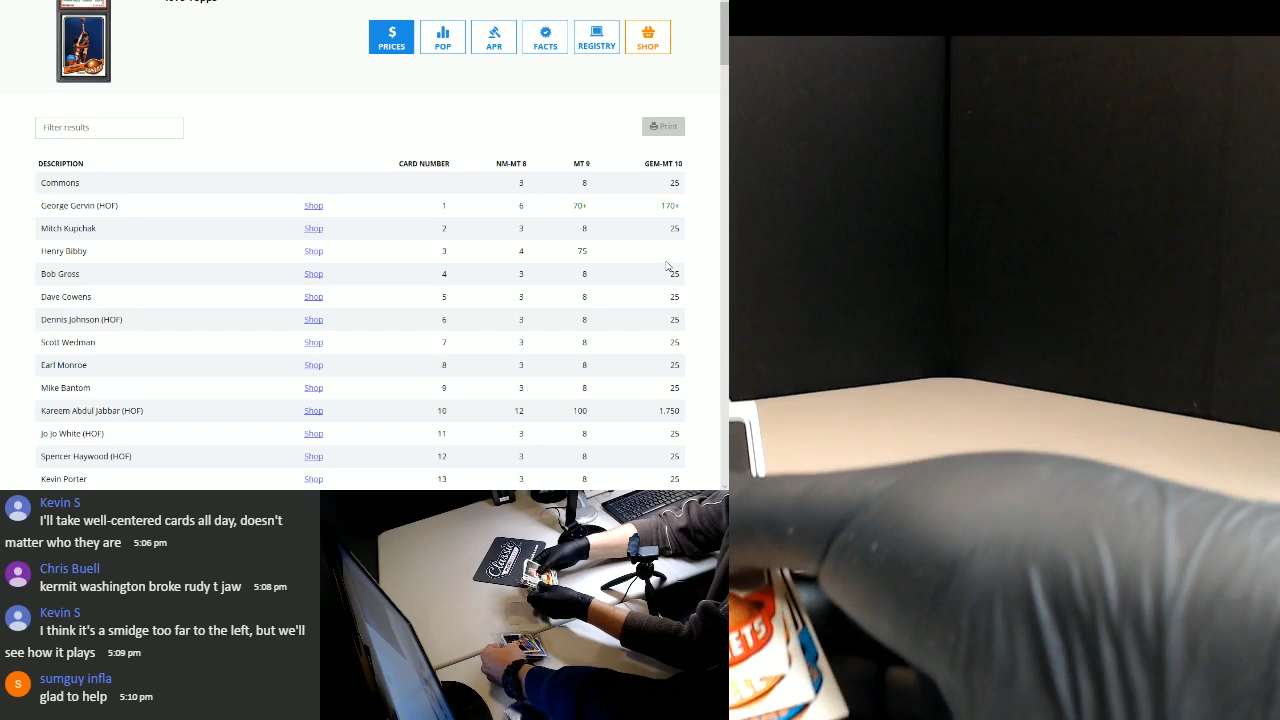 PRICES
POP
APR
FACTS
REGISTRY
SHOP
Filter results
Print
DESCRIPTION CARD NUMBER NM-MT 8 MT 9 GEM-MT 10
Commons 3 8 25
George Gervin (HOF) Shop 1 6 70+ 170+
Mitch Kupchak Shop 2 3 8 25
Henry Bibby Shop 3 4 75
Bob Gross Shop 4 3 8 25
Dave Cowens Shop 5 3 8 25
Dennis Johnson (HOF) Shop 6 3 8 25
Scott Wedman Shop 7 3 8 25
Earl Monroe Shop 8 3 8 25
Mike Bantom Shop 9 3 8 25
Kareem Abdul Jabbar (HOF) Shop 10 12 100 1,750
Jo Jo White (HOF) Shop 11 3 8 25
Spencer Haywood (HOF) Shop 12 3 8 25
Kevin Porter Shop 13 3 8 25
Kevin S
I'll take well-centered cards all day, doesn't
matter who they are 5:06 pm
Chris Buell
kermit washington broke rudy t jaw 5:08 pm
Kevin S
I think it's a smidge too far to the left, but we'll
see how it plays 5:09 pm
S
sumguy infla
glad to help 5:10 pm
Classic
ETS